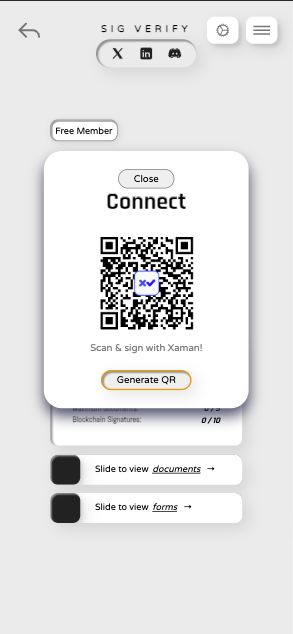 SIG VERIFY
Free Member
Close
Connect
Scan & sign with Xaman!
Generate QR
Maximum documents: 0 / 5
Blockchain Signatures: 0 / 10
Slide to view documents →
Slide to view forms →